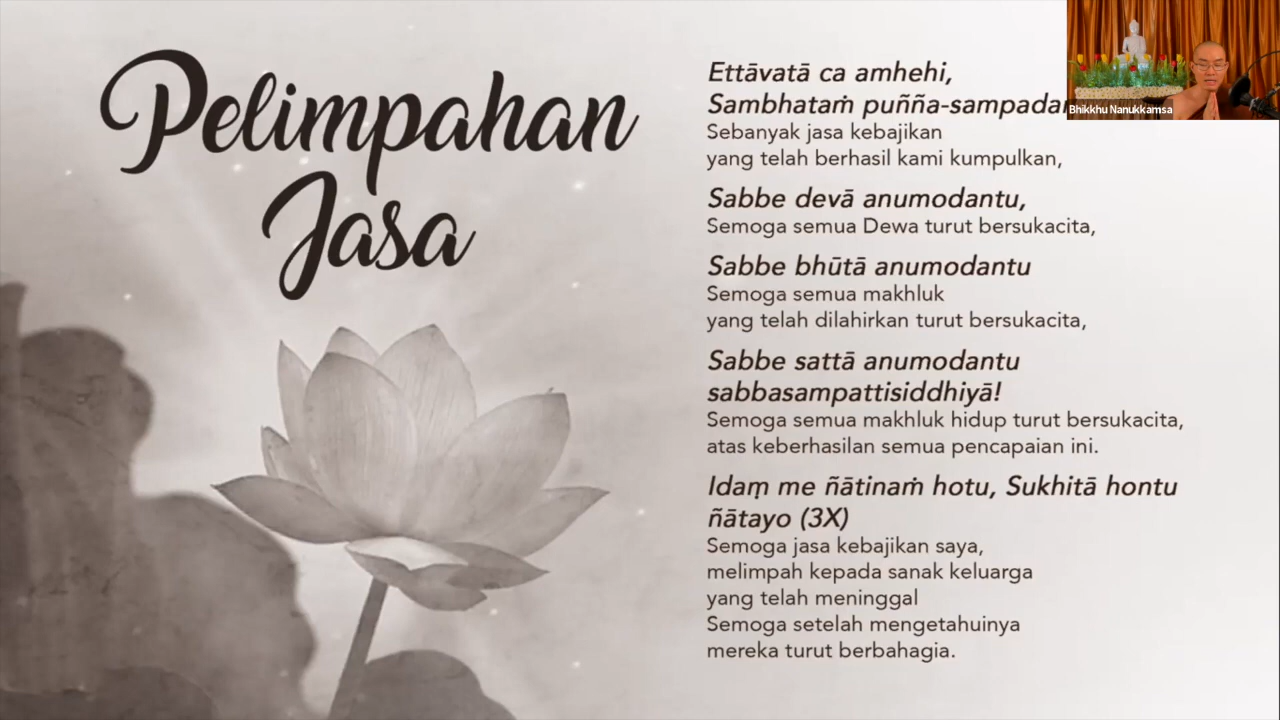 Pelimpahan
Jasa
Ettāvatā ca amhehi,
Sambhataṁ puñña-sampadaṁ
Sebanyak jasa kebajikan
yang telah berhasil kami kumpulkan,
Sabbe devā anumodantu,
Semoga semua Dewa turut bersukacita,
Sabbe bhūtā anumodantu
Semoga semua makhluk
yang telah dilahirkan turut bersukacita,
Sabbe sattā anumodantu
sabbasampattisiddhiyā!
Semoga semua makhluk hidup turut bersukacita,
atas keberhasilan semua pencapaian ini.
Idaṃ me ñātinaṁ hotu, Sukhitā hontu
ñātayo (3X)
Semoga jasa kebajikan saya,
melimpah kepada sanak keluarga
yang telah meninggal
Semoga setelah mengetahuinya
mereka turut berbahagia.
Bhikkhu Nanukkamsa